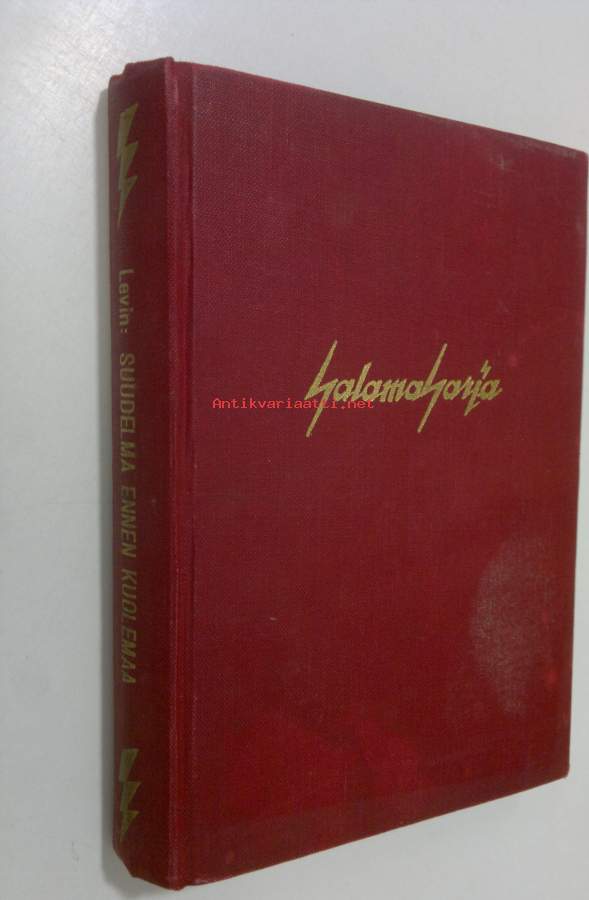 Levin: SUUDELMA ENNEN KUOLEMAA
Salamasarja
Antikvariaatti.net